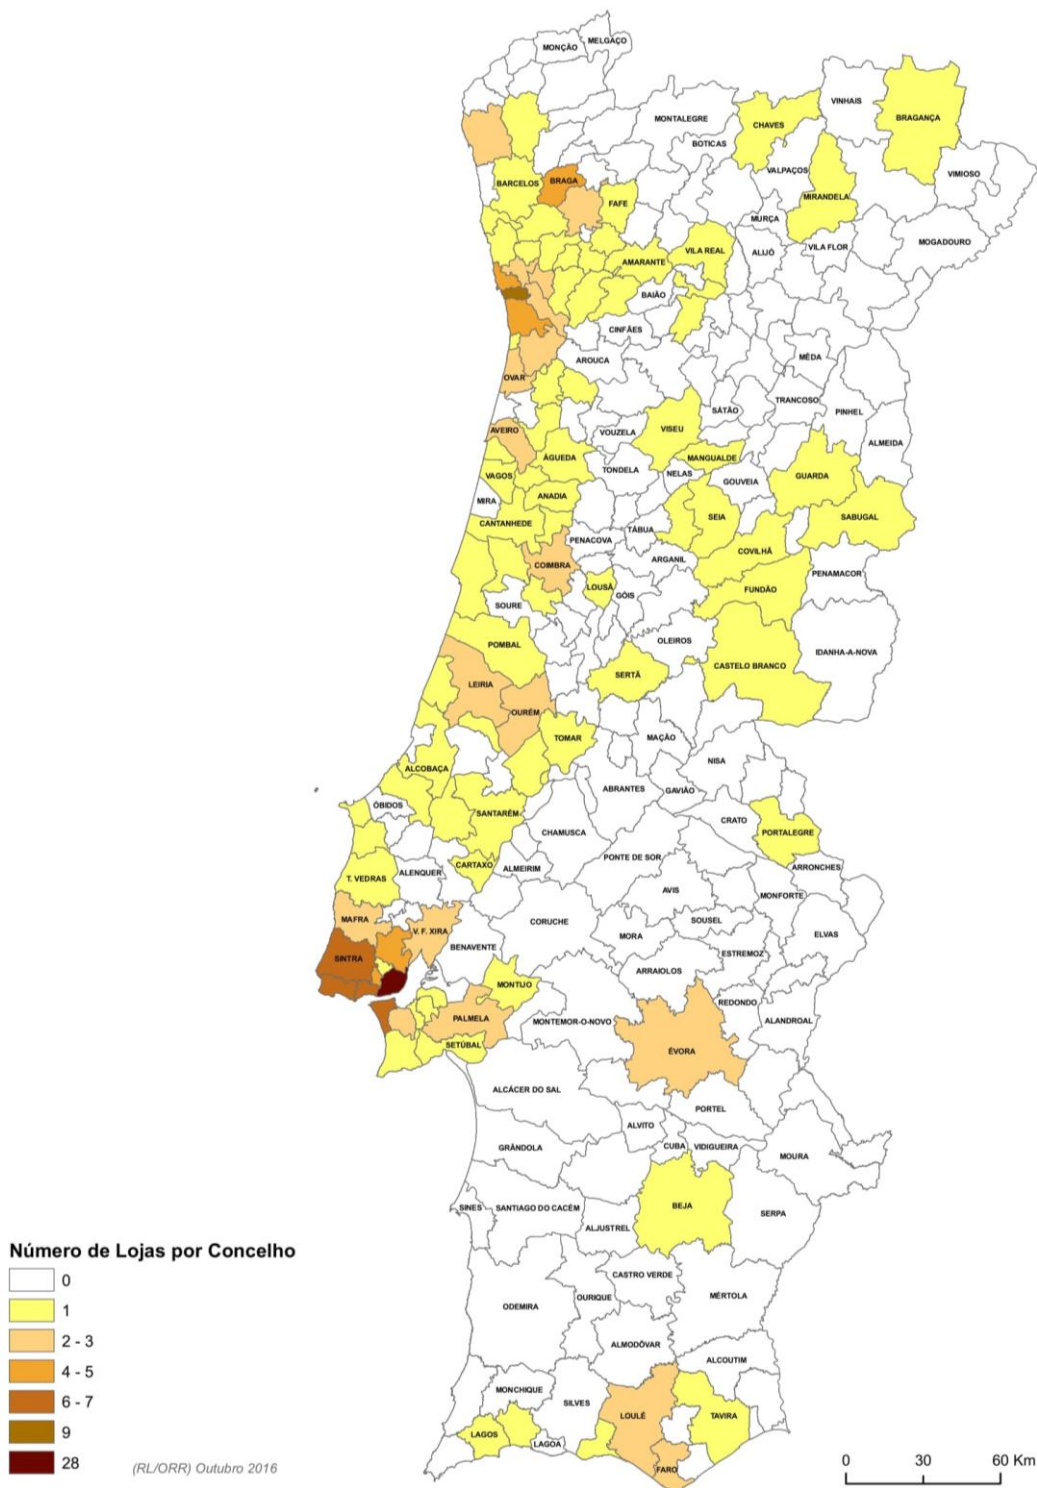 MELGAÇO
MONÇÃO
VINHAIS
BRAGANÇA
MONTALEGRE
CHAVES
BOTICAS
VALPAÇOS
VIMIOSO
BARCELOS
BRAGA
MIRANDELA
FAFE
MURÇA
MOGADOURO
VILA REAL
ALIJÓ
VILA FLOR
AMARANTE
BAIÃO
CINFÃES
AROUCA
MÊDA
OVAR
TRANCOSO
SÁTÃO
PINHEL
AVEIRO
VOUZELA
VISEU
ALMEIDA
ÁGUEDA
MANGUALDE
TONDELA
NELAS
GUARDA
VAGOS
GOUVEIA
ANADIA
MIRA
SEIA
SABUGAL
CANTANHEDE
TÁBUA
PENACOVA
COVILHÃ
COIMBRA
ARGANIL
PENAMACOR
LOUSÃ
FUNDÃO
GÓIS
SOURE
OLEIROS
POMBAL
IDANHA-A-NOVA
CASTELO BRANCO
SERTÃ
LEIRIA
OURÉM
TOMAR
MAÇÃO
NISA
ALCOBAÇA
ABRANTES
GAVIÃO
ÓBIDOS
SANTARÉM
CRATO
CHAMUSCA
PORTALEGRE
PONTE DE SOR
CARTAXO
ALMEIRIM
ARRONCHES
ALENQUER
T. VEDRAS
AVIS
MONFORTE
MAFRA
CORUCHE
SOUSEL
V. F. XIRA
MORA
ELVAS
BENAVENTE
ESTREMOZ
SINTRA
ARRAIOLOS
MONTIJO
REDONDO
PALMELA
MONTEMOR-O-NOVO
ALANDROAL
SETÚBAL
ÉVORA
ALCÁCER DO SAL
PORTEL
ALVITO
GRÂNDOLA
CUBA
VIDIGUEIRA
MOURA
BEJA
SINES
SANTIAGO DO CACÉM
SERPA
ALJUSTREL
CASTRO VERDE
OURIQUE
MÉRTOLA
ODEMIRA
ALMODÔVAR
ALCOUTIM
MONCHIQUE
SILVES
LOULÉ
TAVIRA
LAGOS
LAGOA
FARO
Número de Lojas por Concelho
0
1
2 - 3
4 - 5
6 - 7
9
28
(RL/ORR) Outubro 2016
0 30 60 Km